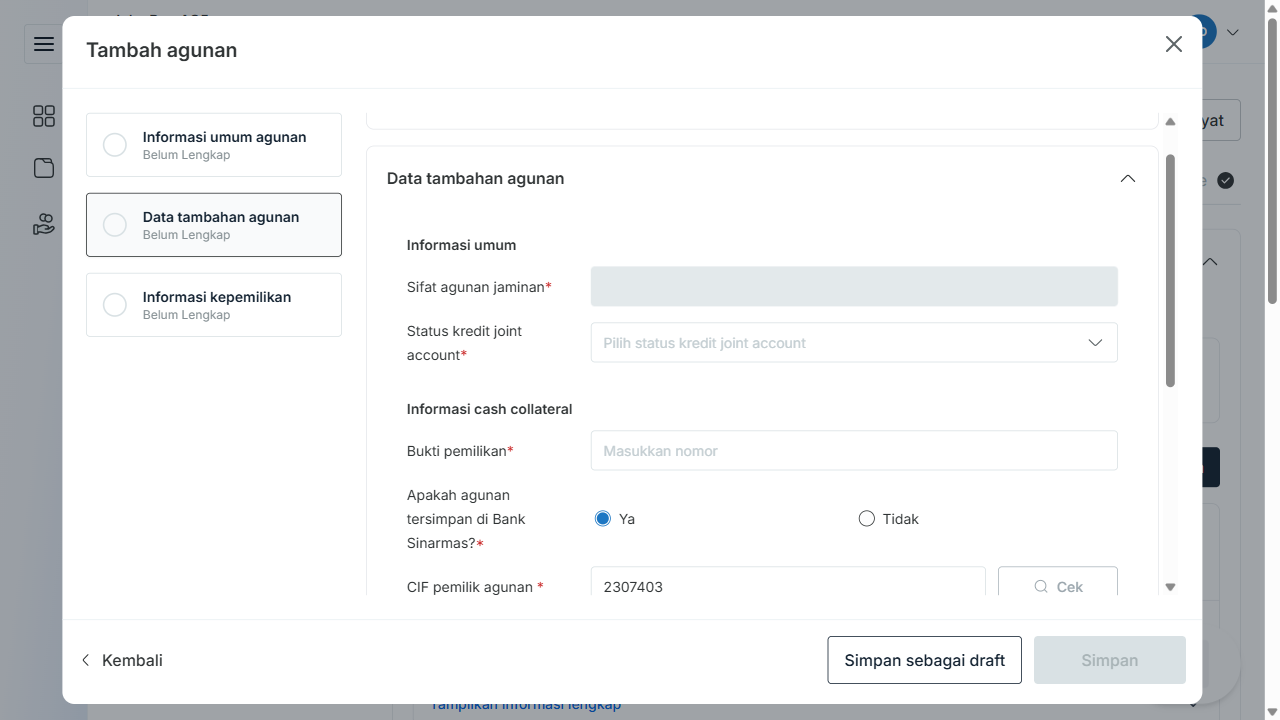 Tambah agunan
yat
Informasi umum agunan
Belum Lengkap
Data tambahan agunan
Belum Lengkap
Informasi kepemilikan
Belum Lengkap
Data tambahan agunan
Informasi umum
Sifat agunan jaminan*
Status kredit joint
account*
Pilih status kredit joint account
Informasi cash collateral
Bukti pemilikan*
Masukkan nomor
Apakah agunan
tersimpan di Bank
Sinarmas?*
Ya
Tidak
CIF pemilik agunan *
2307403
Cek
Kembali
Simpan sebagai draft
Simpan
Tampilkan informasi lengkap